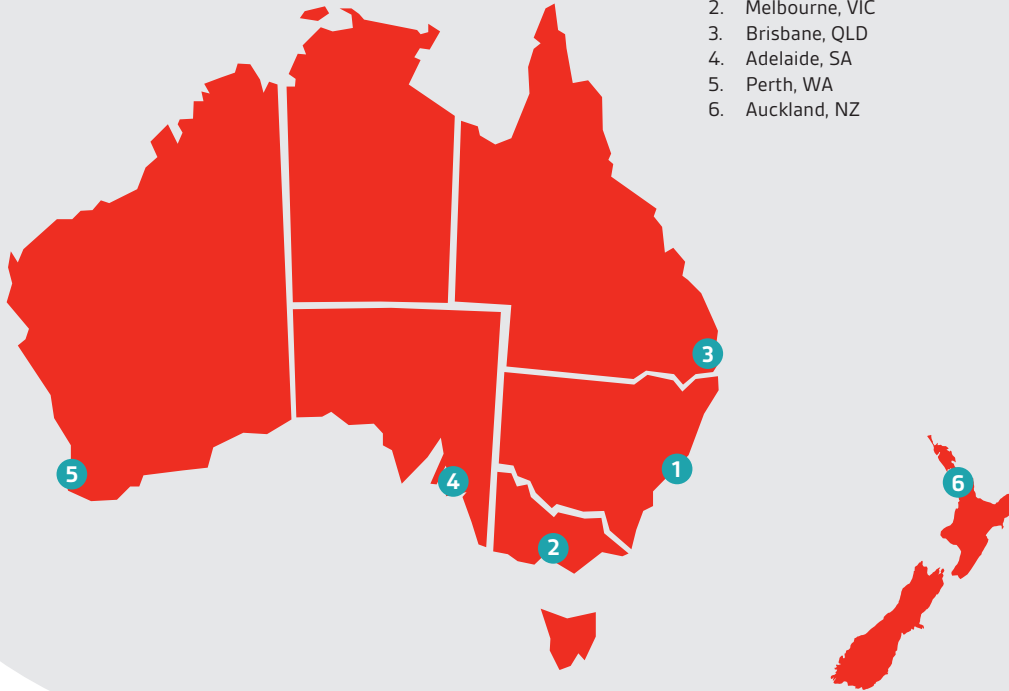 2. Melbourne, VIC
3. Brisbane, QLD
4. Adelaide, SA
5. Perth, WA
6. Auckland, NZ
3
1
5
4
6
2